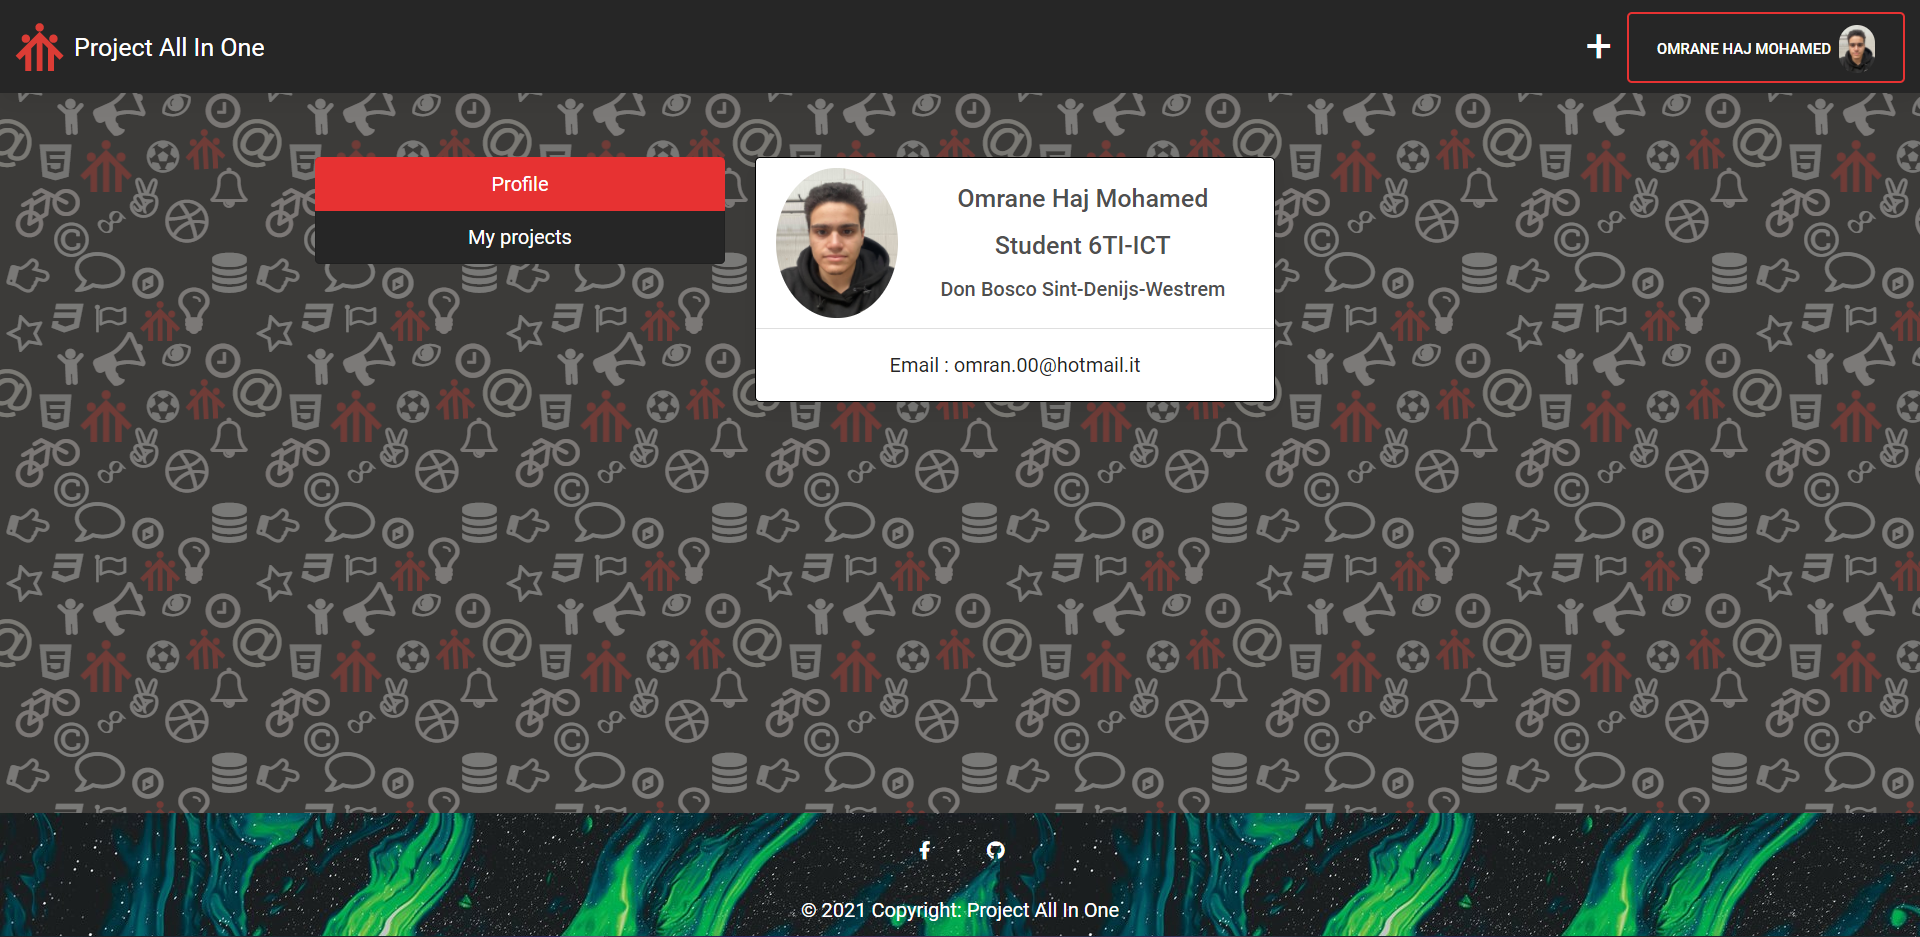 Project All In One
OMRANE HAJ MOHAMED
Profile
My projects
Omrane Haj Mohamed
Student 6TI-ICT
Don Bosco Sint-Denijs-Westrem
Email : omran.00@hotmail.it
© 2021 Copyright: Project All In One